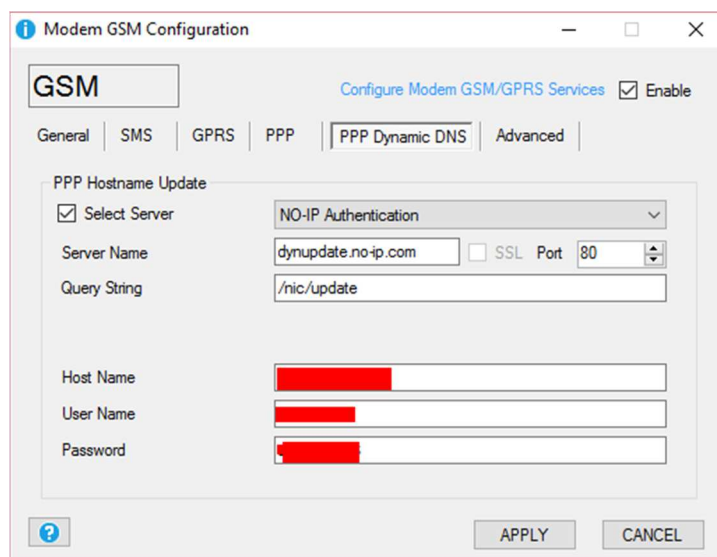 Modem GSM Configuration
GSM
Configure Modem GSM/GPRS Services Enable
General SMS GPRS PPP PPP Dynamic DNS Advanced
PPP Hostname Update
Select Server NO-IP Authentication
Server Name dynupdate.no-ip.com SSL Port 80
Query String /nic/update
Host Name
User Name
Password
APPLY CANCEL